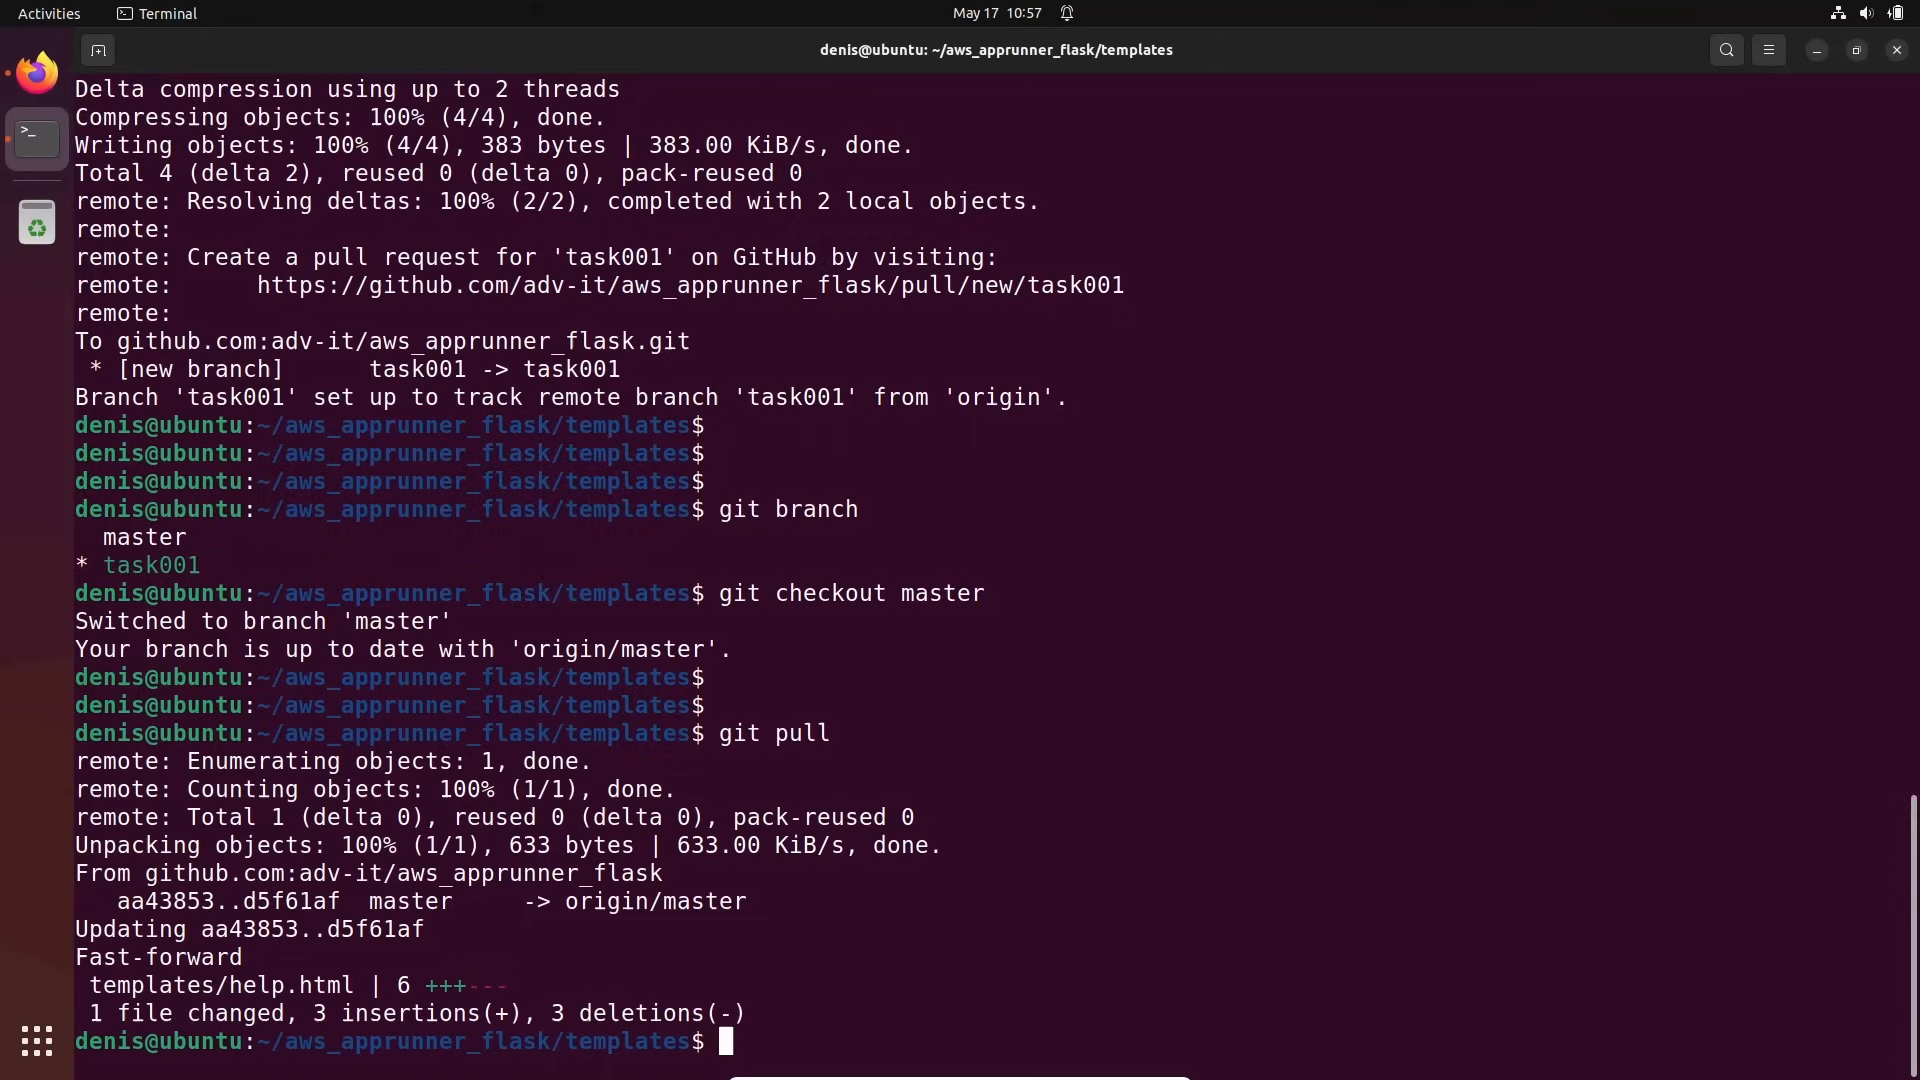 Activities Terminal May 17 10:57
denis@ubuntu: ~/aws_apprunner_flask/templates
Delta compression using up to 2 threads
Compressing objects: 100% (4/4), done.
Writing objects: 100% (4/4), 383 bytes | 383.00 KiB/s, done.
Total 4 (delta 2), reused 0 (delta 0), pack-reused 0
remote: Resolving deltas: 100% (2/2), completed with 2 local objects.
remote:
remote: Create a pull request for 'task001' on GitHub by visiting:
remote:      https://github.com/adv-it/aws_apprunner_flask/pull/new/task001
remote:
To github.com:adv-it/aws_apprunner_flask.git
 * [new branch]      task001 -> task001
Branch 'task001' set up to track remote branch 'task001' from 'origin'.
denis@ubuntu:~/aws_apprunner_flask/templates$
denis@ubuntu:~/aws_apprunner_flask/templates$
denis@ubuntu:~/aws_apprunner_flask/templates$
denis@ubuntu:~/aws_apprunner_flask/templates$ git branch
  master
* task001
denis@ubuntu:~/aws_apprunner_flask/templates$ git checkout master
Switched to branch 'master'
Your branch is up to date with 'origin/master'.
denis@ubuntu:~/aws_apprunner_flask/templates$
denis@ubuntu:~/aws_apprunner_flask/templates$
denis@ubuntu:~/aws_apprunner_flask/templates$ git pull
remote: Enumerating objects: 1, done.
remote: Counting objects: 100% (1/1), done.
remote: Total 1 (delta 0), reused 0 (delta 0), pack-reused 0
Unpacking objects: 100% (1/1), 633 bytes | 633.00 KiB/s, done.
From github.com:adv-it/aws_apprunner_flask
   aa43853..d5f61af  master     -> origin/master
Updating aa43853..d5f61af
Fast-forward
 templates/help.html | 6 +++---
 1 file changed, 3 insertions(+), 3 deletions(-)
denis@ubuntu:~/aws_apprunner_flask/templates$